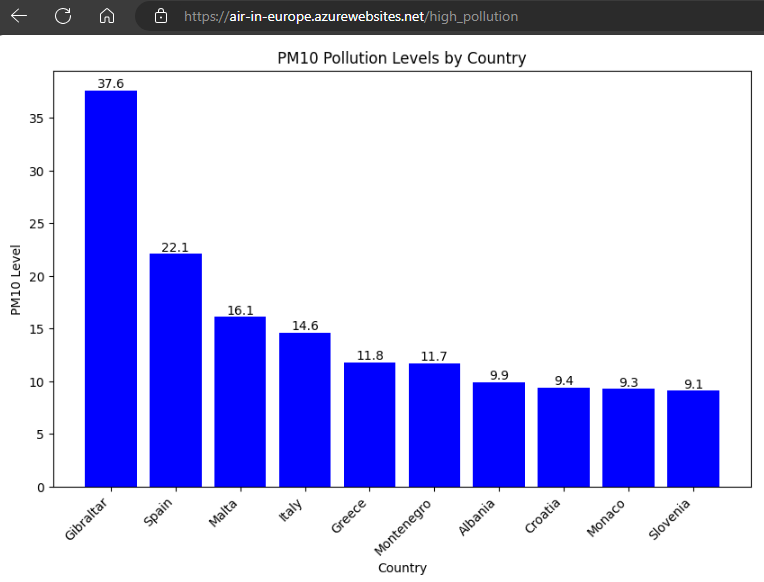 https://air-in-europe.azurewebsites.net/high_pollution
PM10 Pollution Levels by Country
PM10 Level
35
30
25
20
15
10
5
0
37.6
22.1
16.1
14.6
11.8
11.7
9.9
9.4
9.3
9.1
Gibraltar
Spain
Malta
Italy
Greece
Montenegro
Albania
Croatia
Monaco
Slovenia
Country